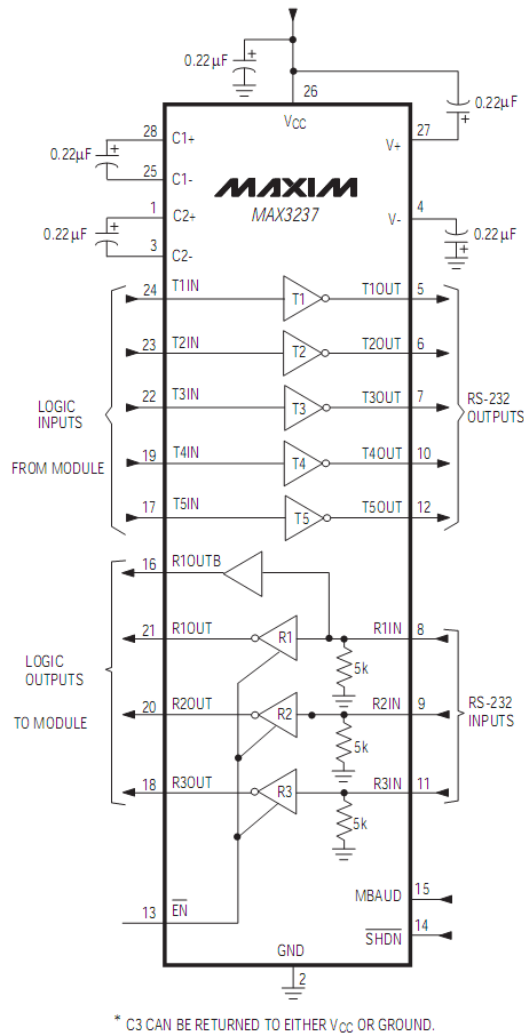 0.22µF
+
26
VCC
0.22µF
+
28 C1+
0.22µF
+
25 C1-
27
V+
MAXIM
MAX3237
1 C2+
0.22µF
+
3 C2-
4
V-
0.22µF
+
24 T1IN T1 T1OUT 5
23 T2IN T2 T2OUT 6
22 T3IN T3 T3OUT 7
LOGIC
INPUTS
RS-232
OUTPUTS
19 T4IN T4 T4OUT 10
FROM MODULE
17 T5IN T5 T5OUT 12
16 R1OUTB
21 R1OUT R1 R1IN 8
5k
LOGIC
OUTPUTS
20 R2OUT R2 R2IN 9
RS-232
INPUTS
TO MODULE
5k
18 R3OUT R3 R3IN 11
5k
MBAUD 15
13 EN
SHDN 14
GND
2
* C3 CAN BE RETURNED TO EITHER VCC OR GROUND.